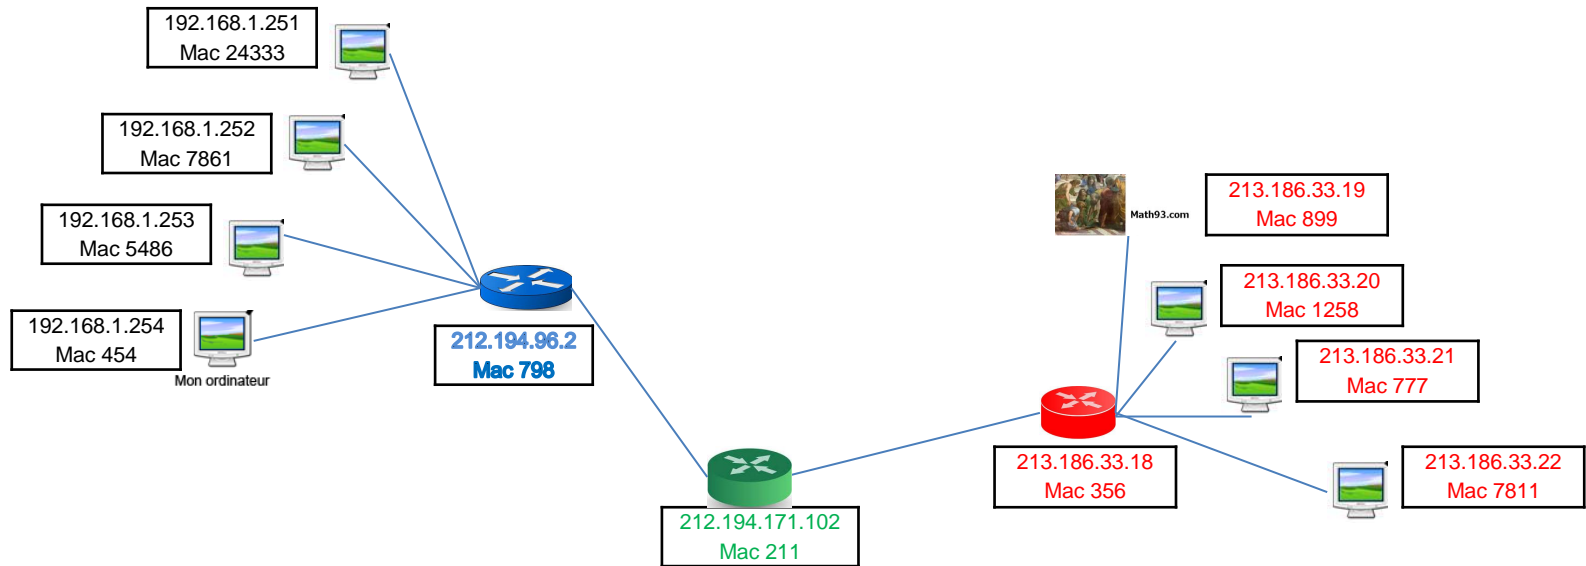 192.168.1.251
Mac 24333
192.168.1.252
Mac 7861
192.168.1.253
Mac 5486
192.168.1.254
Mac 454
Mon ordinateur
212.194.96.2
Mac 798
212.194.171.102
Mac 211
213.186.33.18
Mac 356
Math93.com
213.186.33.19
Mac 899
213.186.33.20
Mac 1258
213.186.33.21
Mac 777
213.186.33.22
Mac 7811